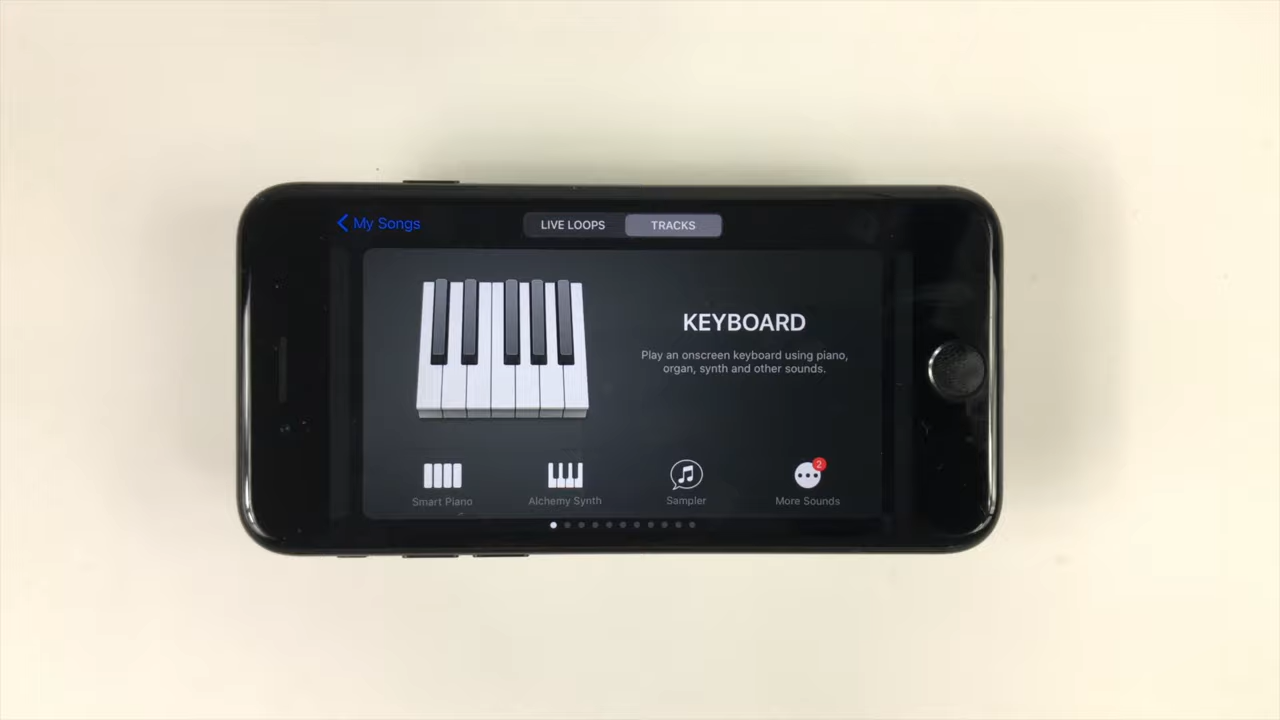 My Songs
LIVE LOOPS
TRACKS
KEYBOARD
Play an onscreen keyboard using piano,
organ, synth and other sounds.
Smart Piano
Alchemy Synth
Sampler
2
More Sounds